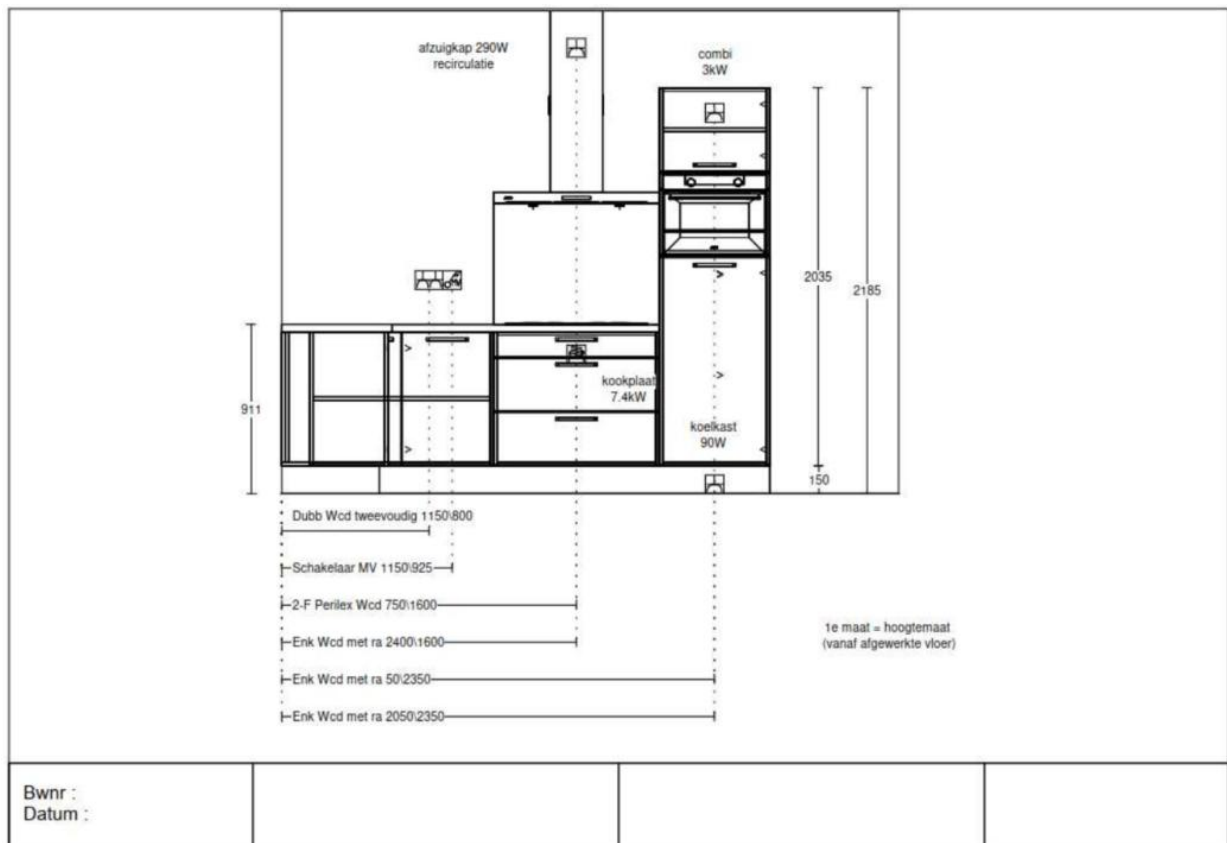 afzuigkap 290W
recirculatie
combi
3kW
2035
2185
kookplaat
7.4kW
911
koelkast
90W
150
Dubb Wcd tweevoudig 1150\800
Schakelaar MV 1150\925
2-F Perilex Wcd 750\1600
Enk Wcd met ra 2400\1600
1e maat = hoogtemaat
(vanaf afgewerkte vloer)
Enk Wcd met ra 50\2350
Enk Wcd met ra 2050\2350
Bwnr :
Datum :